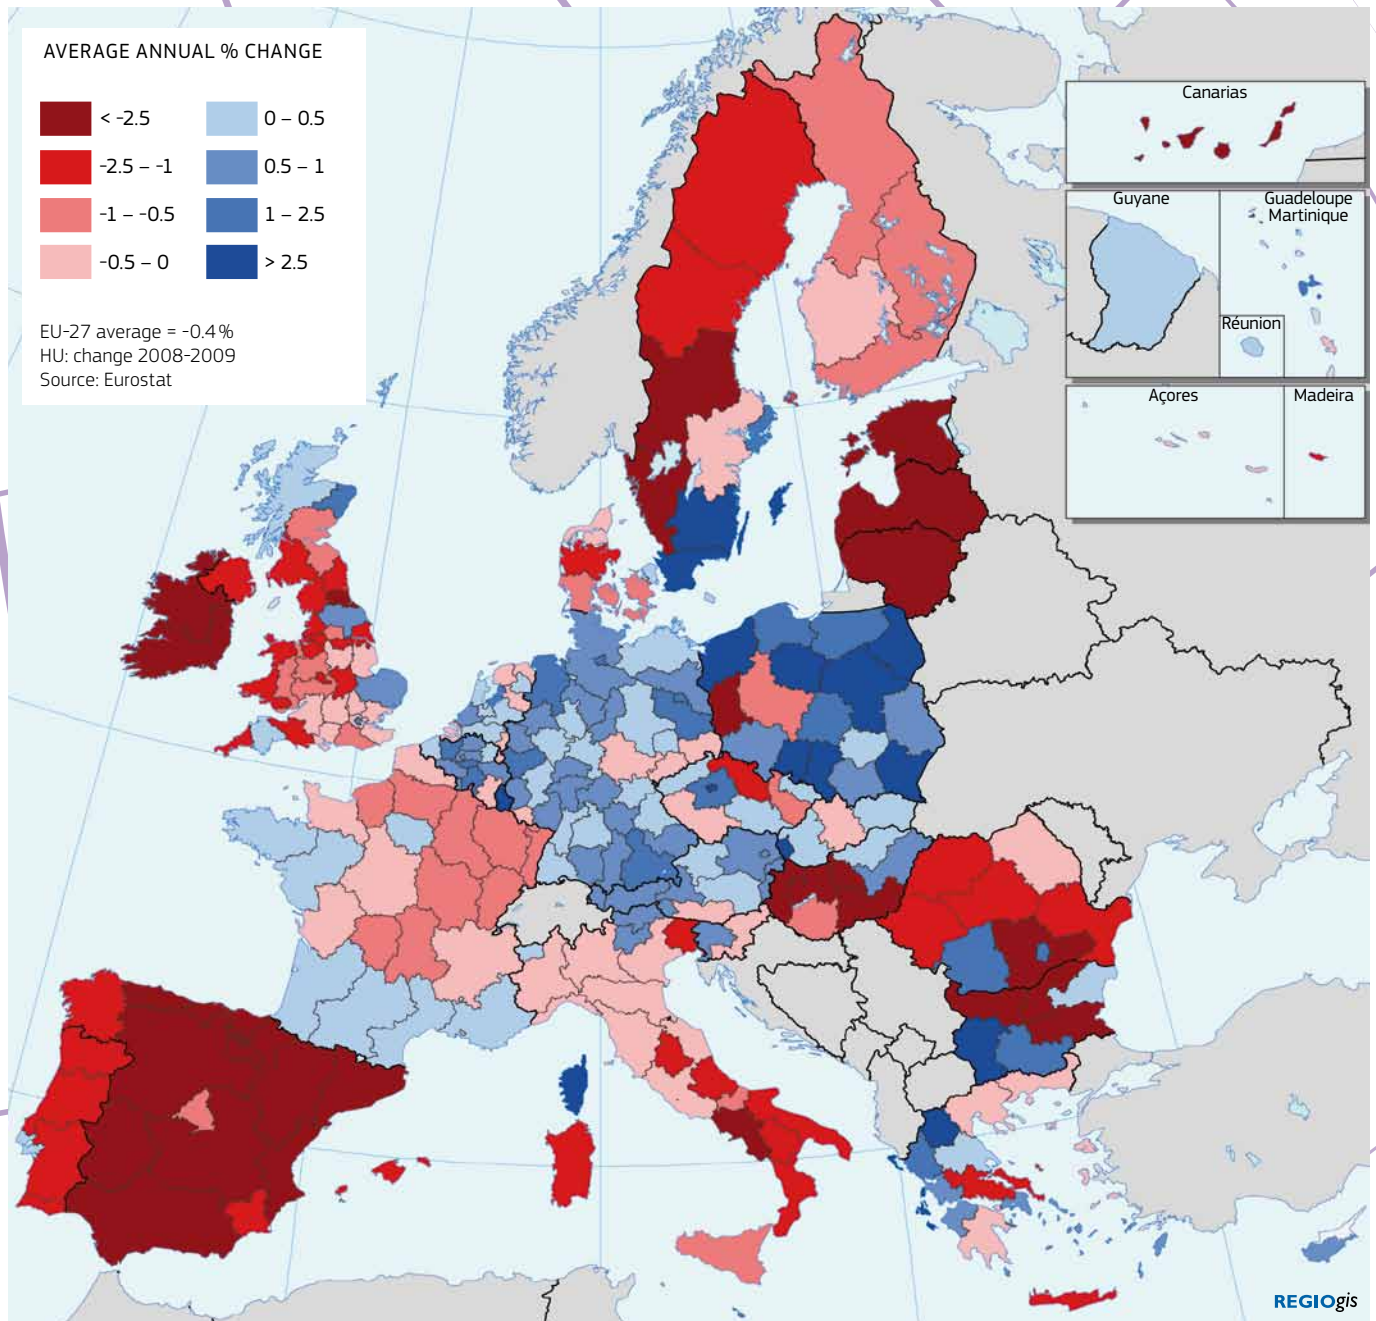 AVERAGE ANNUAL % CHANGE
< -2.5
-2.5 – -1
-1 – -0.5
-0.5 – 0
0 – 0.5
0.5 – 1
1 – 2.5
> 2.5
EU-27 average = -0.4 %
HU: change 2008-2009
Source: Eurostat
Canarias
Guyane
Guadeloupe
Martinique
Réunion
Açores
Madeira
REGIOgis